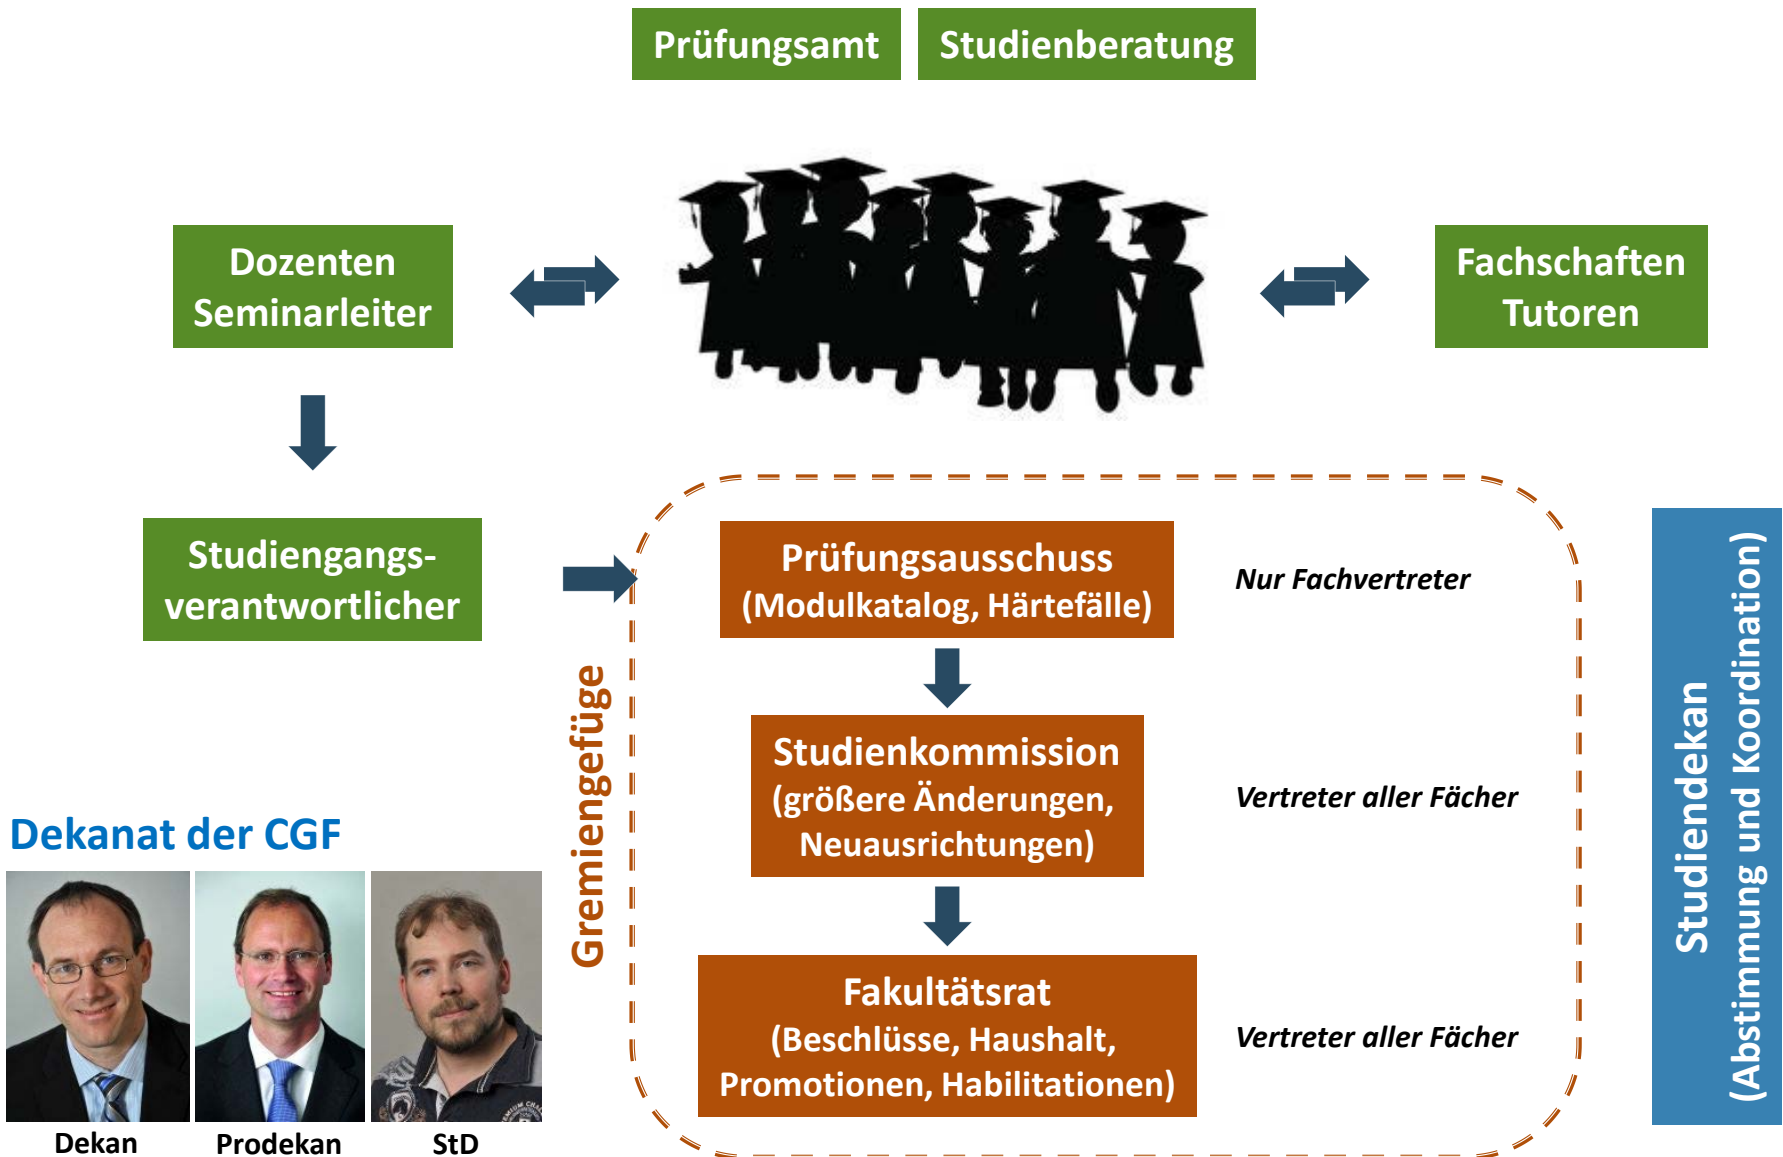 Prüfungsamt
Studienberatung
Dozenten
Seminarleiter
Fachschaften
Tutoren
Studiengangs-
verantwortlicher
Gremiengefüge
Prüfungsausschuss
(Modulkatalog, Härtefälle)
Nur Fachvertreter
Studienkommission
(größere Änderungen,
Neuausrichtungen)
Vertreter aller Fächer
Fakultätsrat
(Beschlüsse, Haushalt,
Promotionen, Habilitationen)
Vertreter aller Fächer
Studiendekan
(Abstimmung und Koordination)
Dekanat der CGF
Dekan
Prodekan
StD